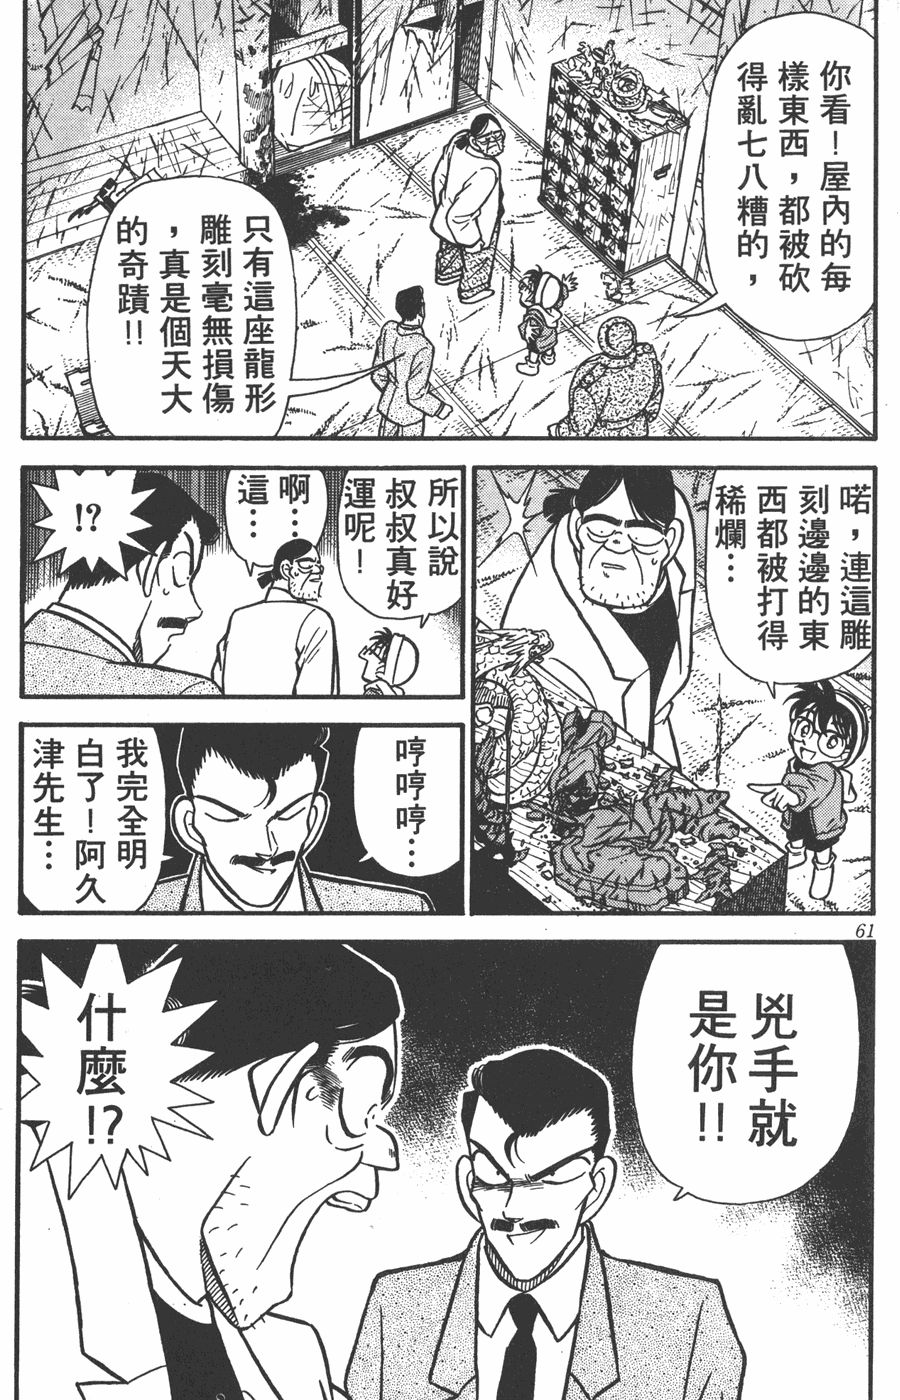 你看！屋內的每
樣東西，都被砍
得亂七八糟的，
只有這座龍形
雕刻毫無損傷
，真是個天大
的奇蹟!!
喏，連這雕
刻邊邊的東
西都被打得
稀爛…
所以說
叔叔真好
運呢！
啊…
這…
!?
哼哼哼…
我完全明
白了！阿久
津先生…
61
兇手就
是你!!
什麼!?